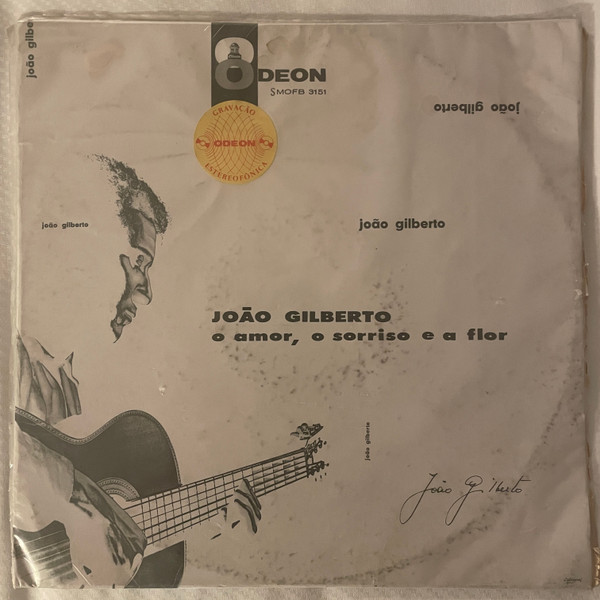 joão gilbe
ODEON
SMOFB 3151
joão gilberto
GRAVAÇÃO
ODEON
ESTEREOFÔNICA
joão gilberto
joão gilberto
JOÃO GILBERTO
o amor, o sorriso e a flor
joão gilberto
João Gilberto